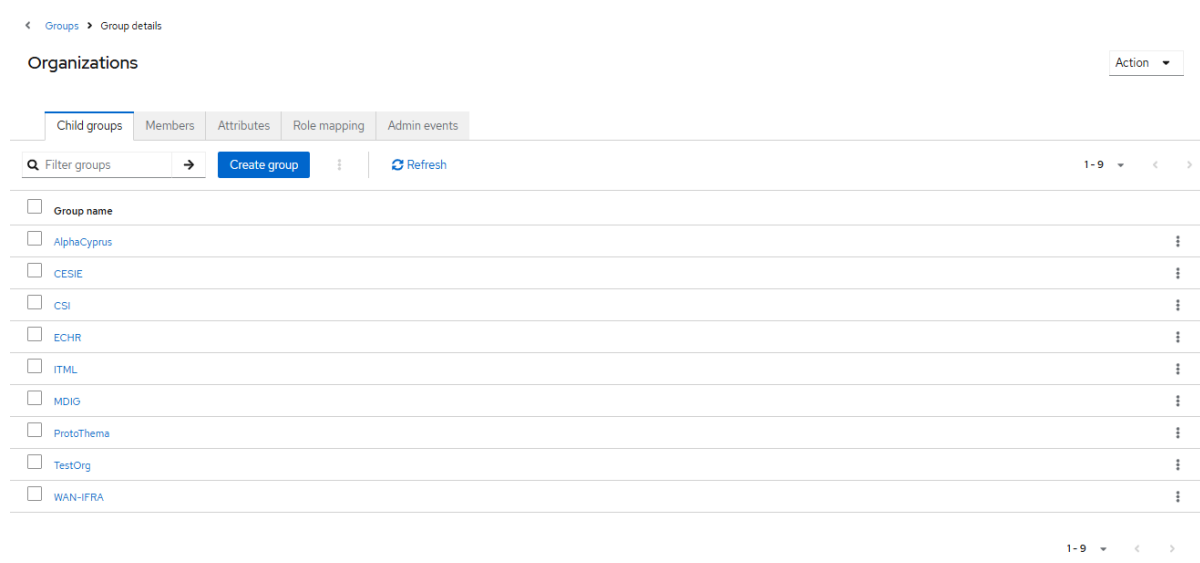 Groups Group details
Organizations
Action
Child groups Members Attributes Role mapping Admin events
Filter groups Create group Refresh 1 - 9
Group name
AlphaCyprus
CESIE
CSI
ECHR
ITML
MDIG
ProtoThema
TestOrg
WAN-IFRA
1 - 9